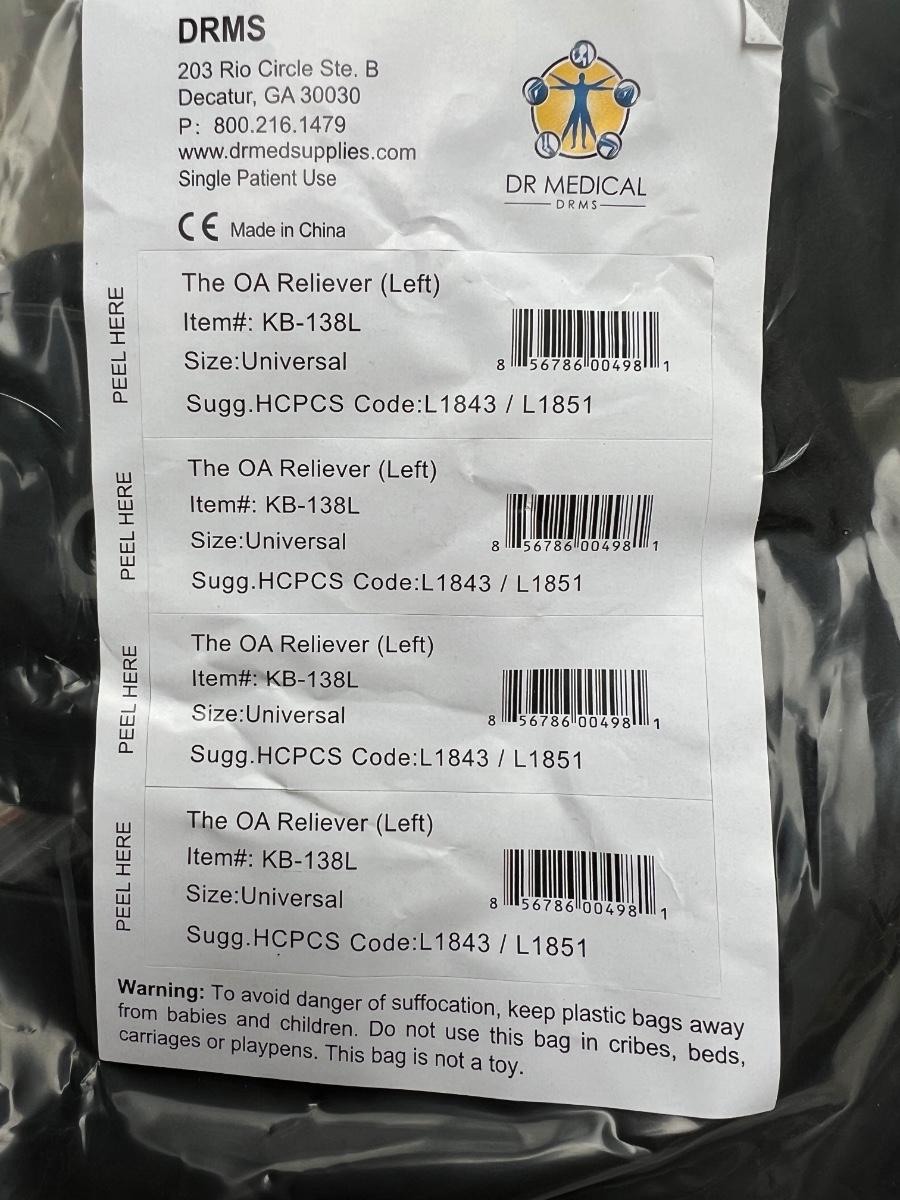 DRMS
203 Rio Circle Ste. B
Decatur, GA 30030
P: 800.216.1479
www.drmedsupplies.com
Single Patient Use
CE Made in China
DR MEDICAL
DRMS
PEEL HERE
The OA Reliever (Left)
Item#: KB-138L
Size:Universal
8 56786 00498 1
Sugg.HCPCS Code:L1843 / L1851
PEEL HERE
The OA Reliever (Left)
Item#: KB-138L
Size:Universal
8 56786 00498 1
Sugg.HCPCS Code:L1843 / L1851
PEEL HERE
The OA Reliever (Left)
Item#: KB-138L
Size:Universal
8 56786 00498 1
Sugg.HCPCS Code:L1843 / L1851
PEEL HERE
The OA Reliever (Left)
Item#: KB-138L
Size:Universal
8 56786 00498 1
Sugg.HCPCS Code:L1843 / L1851
Warning: To avoid danger of suffocation, keep plastic bags away
from babies and children. Do not use this bag in cribes, beds,
carriages or playpens. This bag is not a toy.